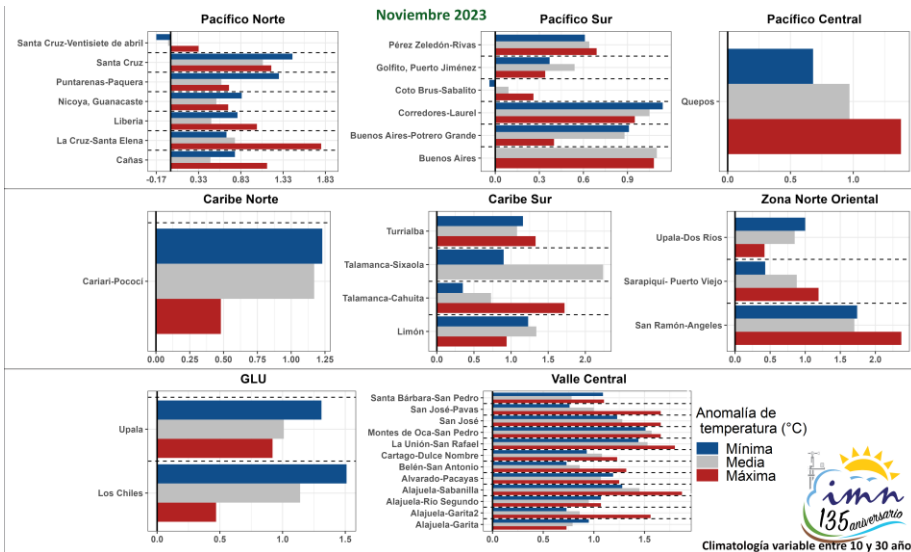 Noviembre 2023
Pacífico Norte
Santa Cruz-Ventisiete de abril
Santa Cruz
Puntarenas-Paquera
Nicoya, Guanacaste
Liberia
La Cruz-Santa Elena
Cañas
-0.17 0.33 0.83 1.33 1.83
Pacífico Sur
Pérez Zeledón-Rivas
Golfito, Puerto Jiménez
Coto Brus-Sabalito
Corredores-Laurel
Buenos Aires-Potrero Grande
Buenos Aires
0.0 0.3 0.6 0.9
Pacífico Central
Quepos
0.0 0.5 1.0
Caribe Norte
Cariari-Pococí
0.00 0.25 0.50 0.75 1.00 1.25
Caribe Sur
Turrialba
Talamanca-Sixaola
Talamanca-Cahuita
Limón
0.0 0.5 1.0 1.5 2.0
Zona Norte Oriental
Upala-Dos Ríos
Sarapiquí- Puerto Viejo
San Ramón-Angeles
0.0 0.5 1.0 1.5 2.0
GLU
Upala
Los Chiles
0.0 0.5 1.0 1.5
Valle Central
Santa Bárbara-San Pedro
San José-Pavas
San José
Montes de Oca-San Pedro
La Unión-San Rafael
Cartago-Dulce Nombre
Belén-San Antonio
Alvarado-Pacayas
Alajuela-Sabanilla
Alajuela-Río Segundo
Alajuela-Garita2
Alajuela-Garita
0.0 0.5 1.0 1.5
Anomalía de
temperatura (°C)
Mínima
Media
Máxima
imn
135 aniversario
Climatología variable entre 10 y 30 año